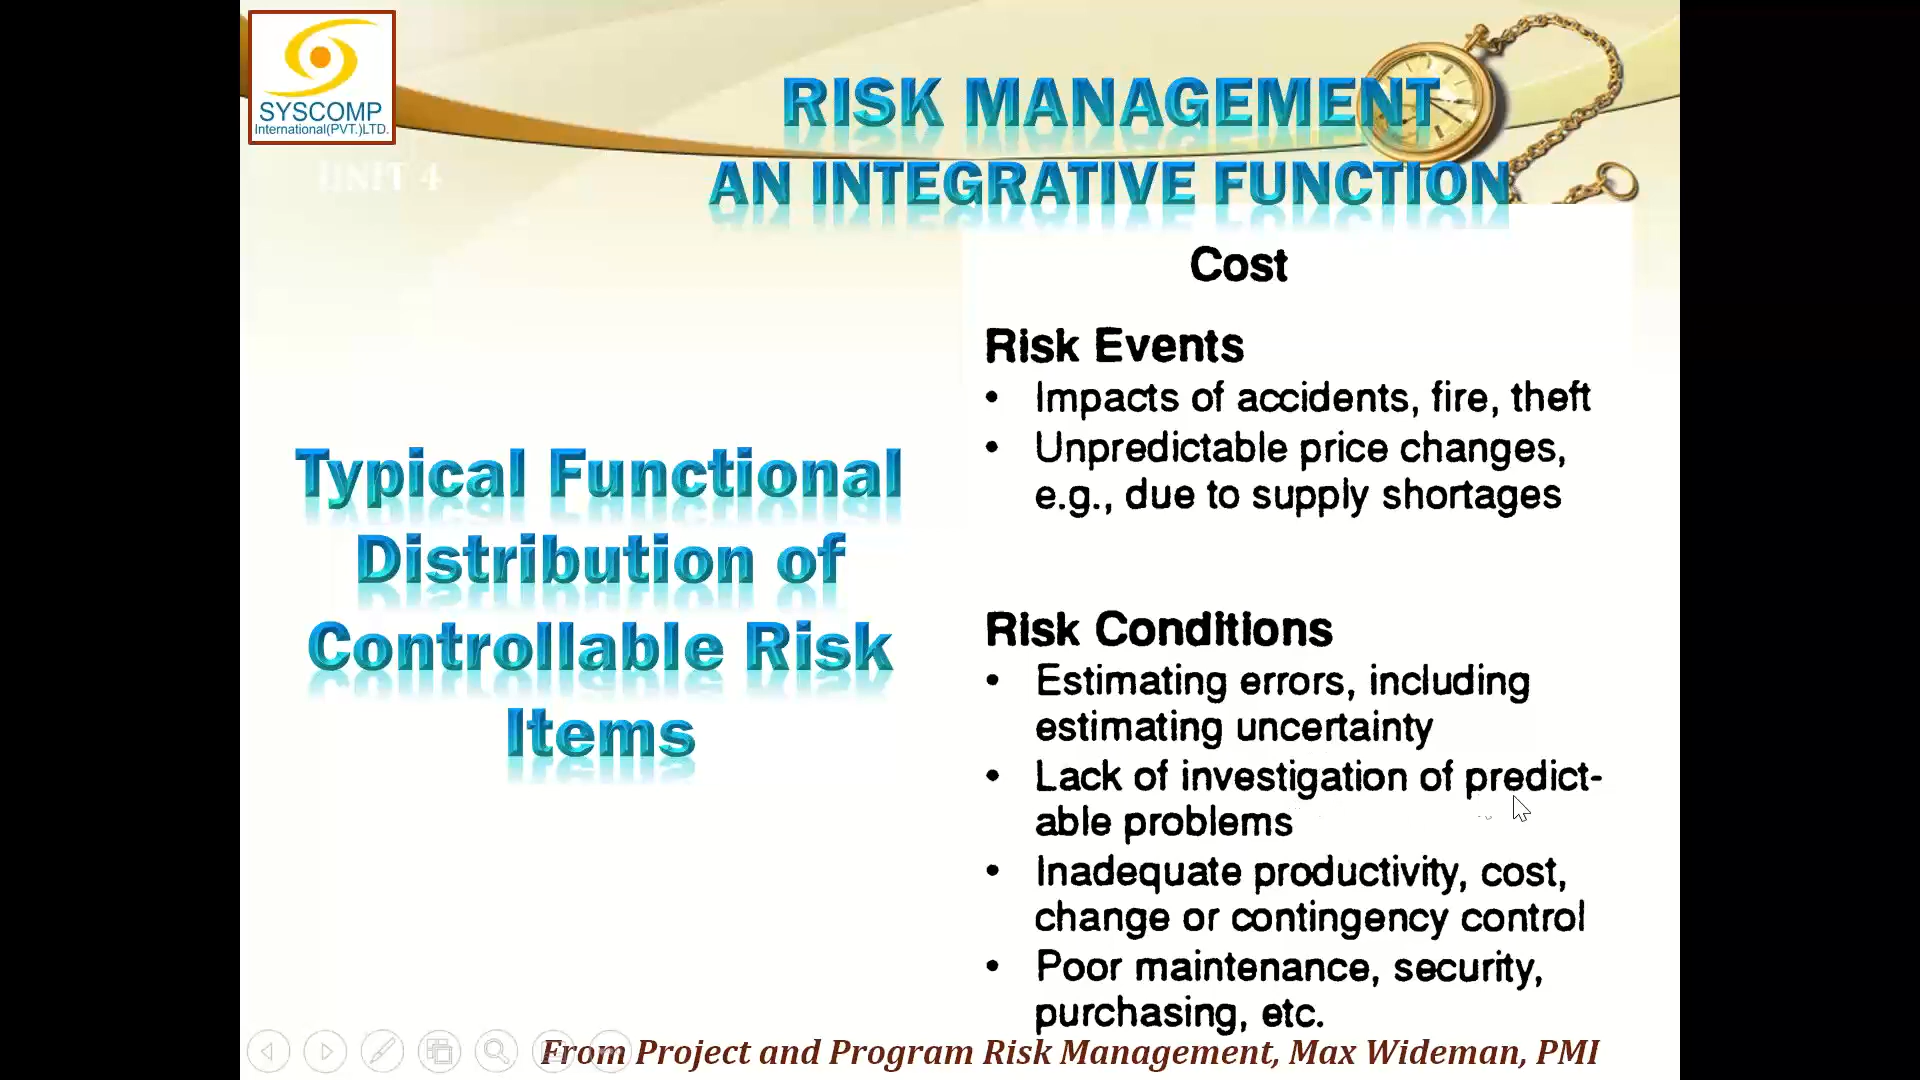 SYSCOMP
International(PVT.)LTD.
UNIT 4
RISK MANAGEMENT
AN INTEGRATIVE FUNCTION
Typical Functional
Distribution of
Controllable Risk
Items
Cost
Risk Events
• Impacts of accidents, fire, theft
• Unpredictable price changes,
e.g., due to supply shortages
Risk Conditions
• Estimating errors, including
estimating uncertainty
• Lack of investigation of predict-
able problems
• Inadequate productivity, cost,
change or contingency control
• Poor maintenance, security,
purchasing, etc.
From Project and Program Risk Management, Max Wideman, PMI